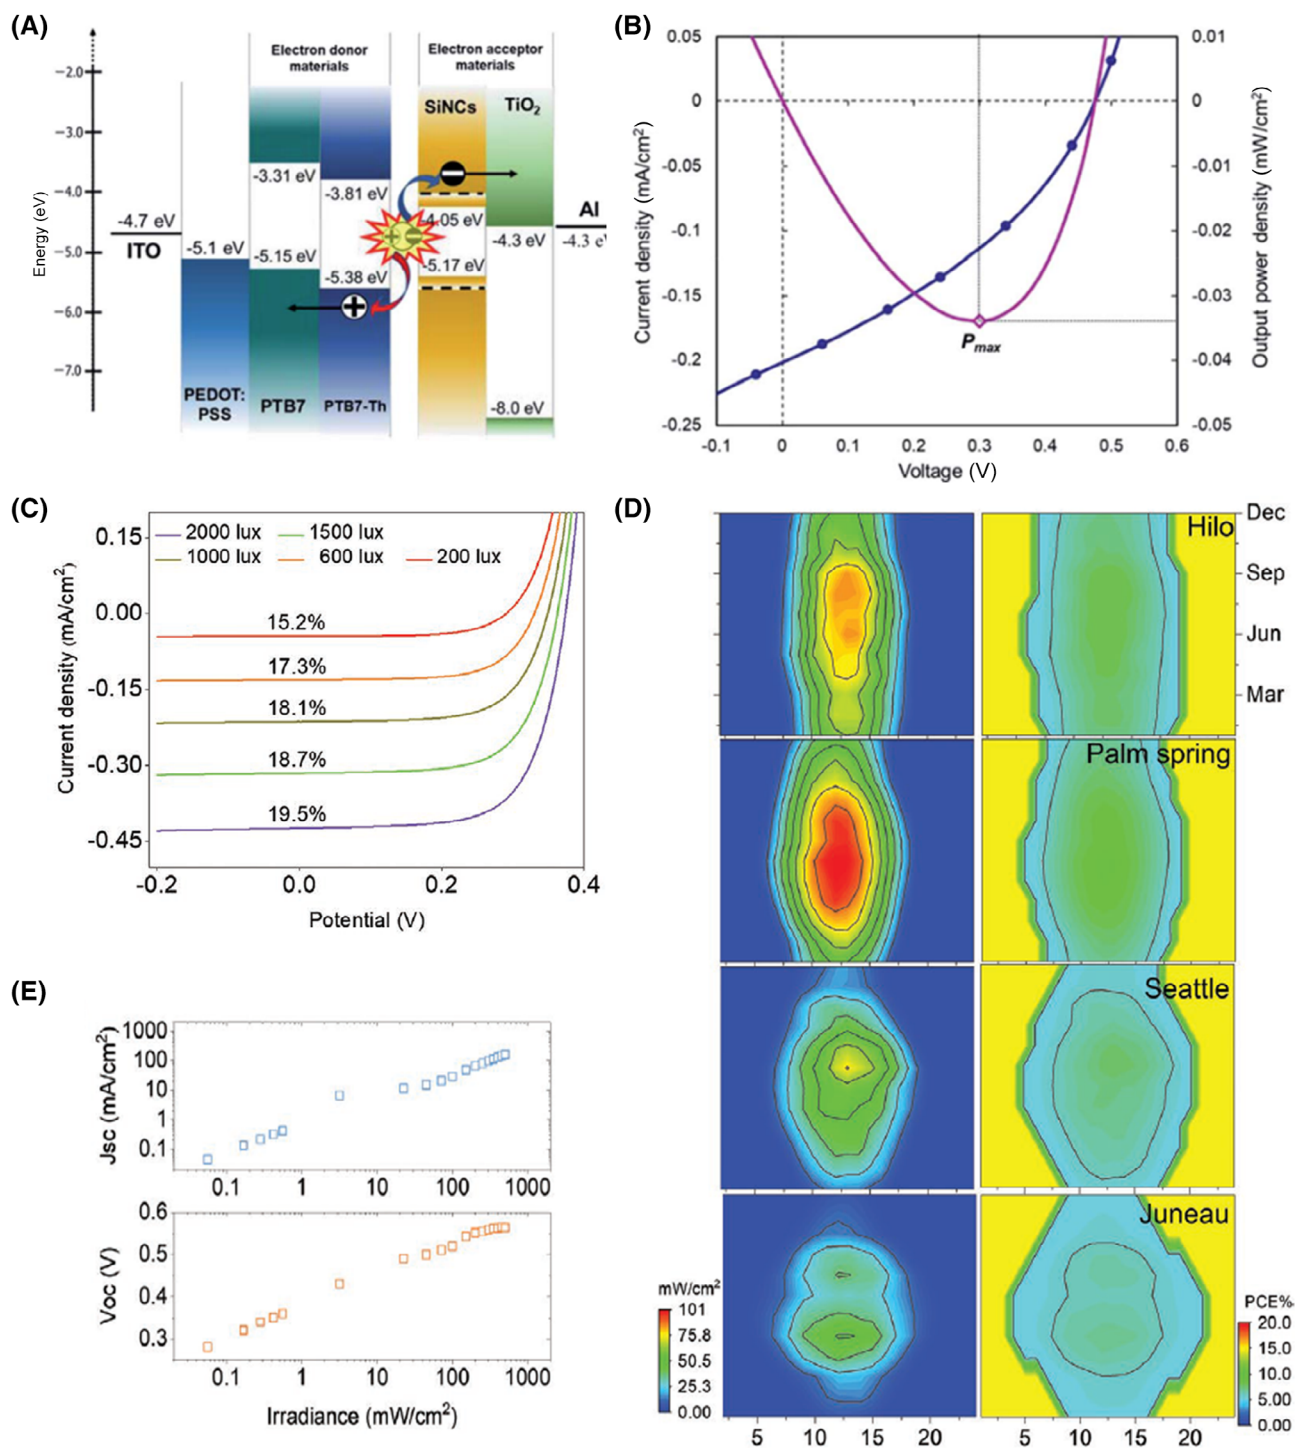 (A)
Electron donor
materials
Electron acceptor
materials
−2.0
−3.0
−4.0
−5.0
−6.0
−7.0
Energy (eV)
SiNCs
TiO2
-3.31 eV
-3.81 eV
-4.7 eV
ITO
-5.1 eV
-5.15 eV
-5.38 eV
-4.05 eV
-5.17 eV
Al
-4.3 eV
-4.3 eV
-8.0 eV
PEDOT:
PSS
PTB7
PTB7-Th
(B)
0.05
0
-0.05
-0.1
-0.15
-0.2
-0.25
Current density (mA/cm2)
0.01
0
-0.01
-0.02
-0.03
-0.04
-0.05
Output power density (mW/cm2)
Pmax
-0.1
0
0.1
0.2
0.3
0.4
0.5
0.6
Voltage (V)
(C)
2000 lux
1500 lux
1000 lux
600 lux
200 lux
0.15
0.00
-0.15
-0.30
-0.45
Current density (mA/cm2)
15.2%
17.3%
18.1%
18.7%
19.5%
-0.2
0.0
0.2
0.4
Potential (V)
(D)
Hilo
Dec
Sep
Jun
Mar
Palm spring
Seattle
Juneau
mW/cm2
101
75.8
50.5
25.3
0.00
PCE%
20.0
15.0
10.0
5.00
0.00
5
10
15
20
5
10
15
20
(E)
1000
100
10
1
0.1
Jsc (mA/cm2)
0.1
1
10
100
1000
0.6
0.5
0.4
0.3
Voc (V)
0.1
1
10
100
1000
Irradiance (mW/cm2)